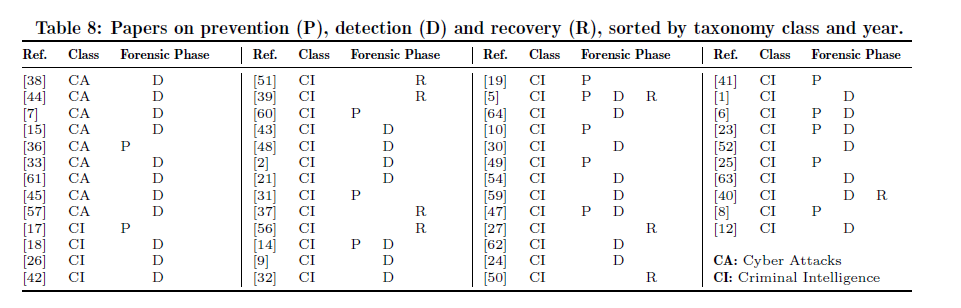 Table 8: Papers on prevention (P), detection (D) and recovery (R), sorted by taxonomy class and year.
Ref. Class Forensic Phase Ref. Class Forensic Phase Ref. Class Forensic Phase Ref. Class Forensic Phase
[38] CA D [51] CI R [19] CI P [41] CI P
[44] CA D [39] CI R [5] CI P D R [1] CI D
[7] CA D [60] CI P [64] CI D [6] CI P D
[15] CA D [43] CI D [10] CI P [23] CI P D
[36] CA P [48] CI D [30] CI D [52] CI D
[33] CA D [2] CI D [49] CI P [25] CI P
[61] CA D [21] CI D [54] CI D [63] CI D
[45] CA D [31] CI P [59] CI D [40] CI D R
[57] CA D [37] CI R [47] CI P D [8] CI P
[17] CI P [56] CI R [27] CI R [12] CI D
[18] CI D [14] CI P D [62] CI D
[26] CI D [9] CI D [24] CI D CA: Cyber Attacks
[42] CI D [32] CI D [50] CI R CI: Criminal Intelligence